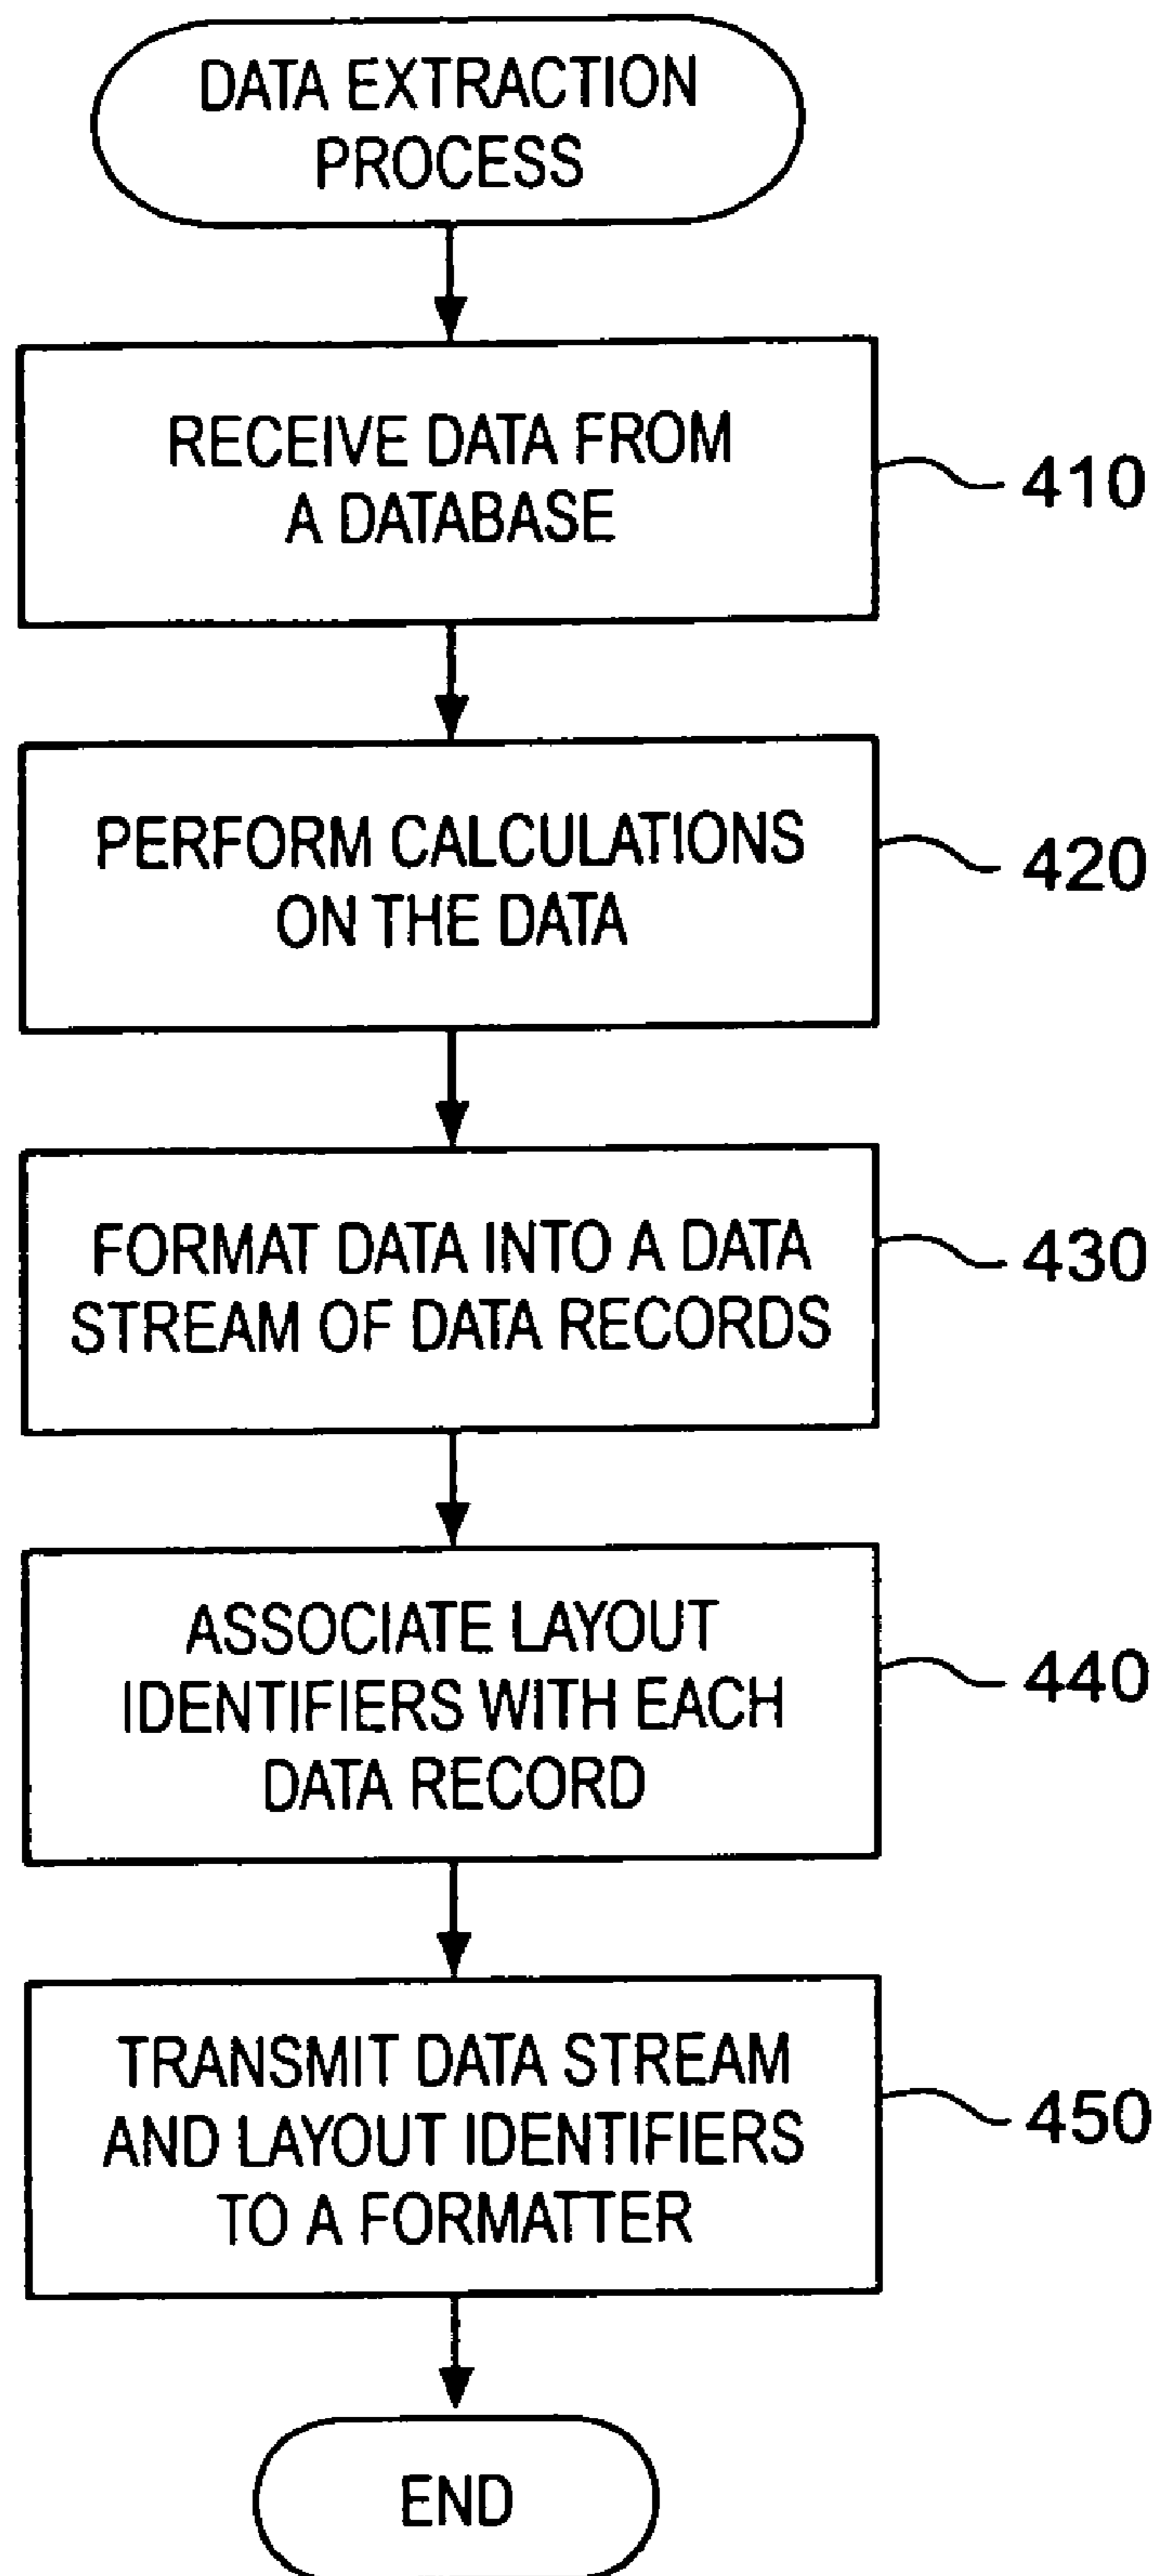 DATA EXTRACTION
PROCESS
RECEIVE DATA FROM
A DATABASE
410
PERFORM CALCULATIONS
ON THE DATA
420
FORMAT DATA INTO A DATA
STREAM OF DATA RECORDS
430
ASSOCIATE LAYOUT
IDENTIFIERS WITH EACH
DATA RECORD
440
TRANSMIT DATA STREAM
AND LAYOUT IDENTIFIERS
TO A FORMATTER
450
END